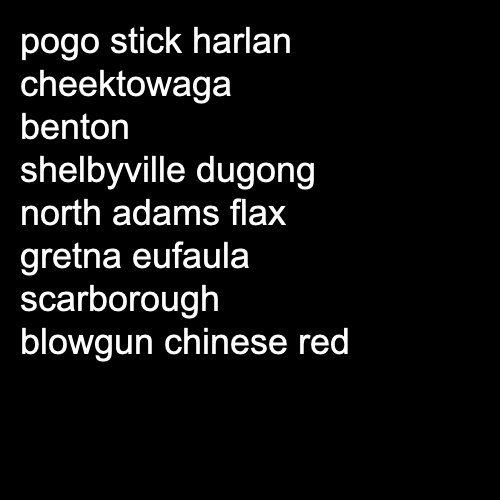 pogo stick harlan
cheektowaga
benton
shelbyville dugong
north adams flax
gretna eufaula
scarborough
blowgun chinese red